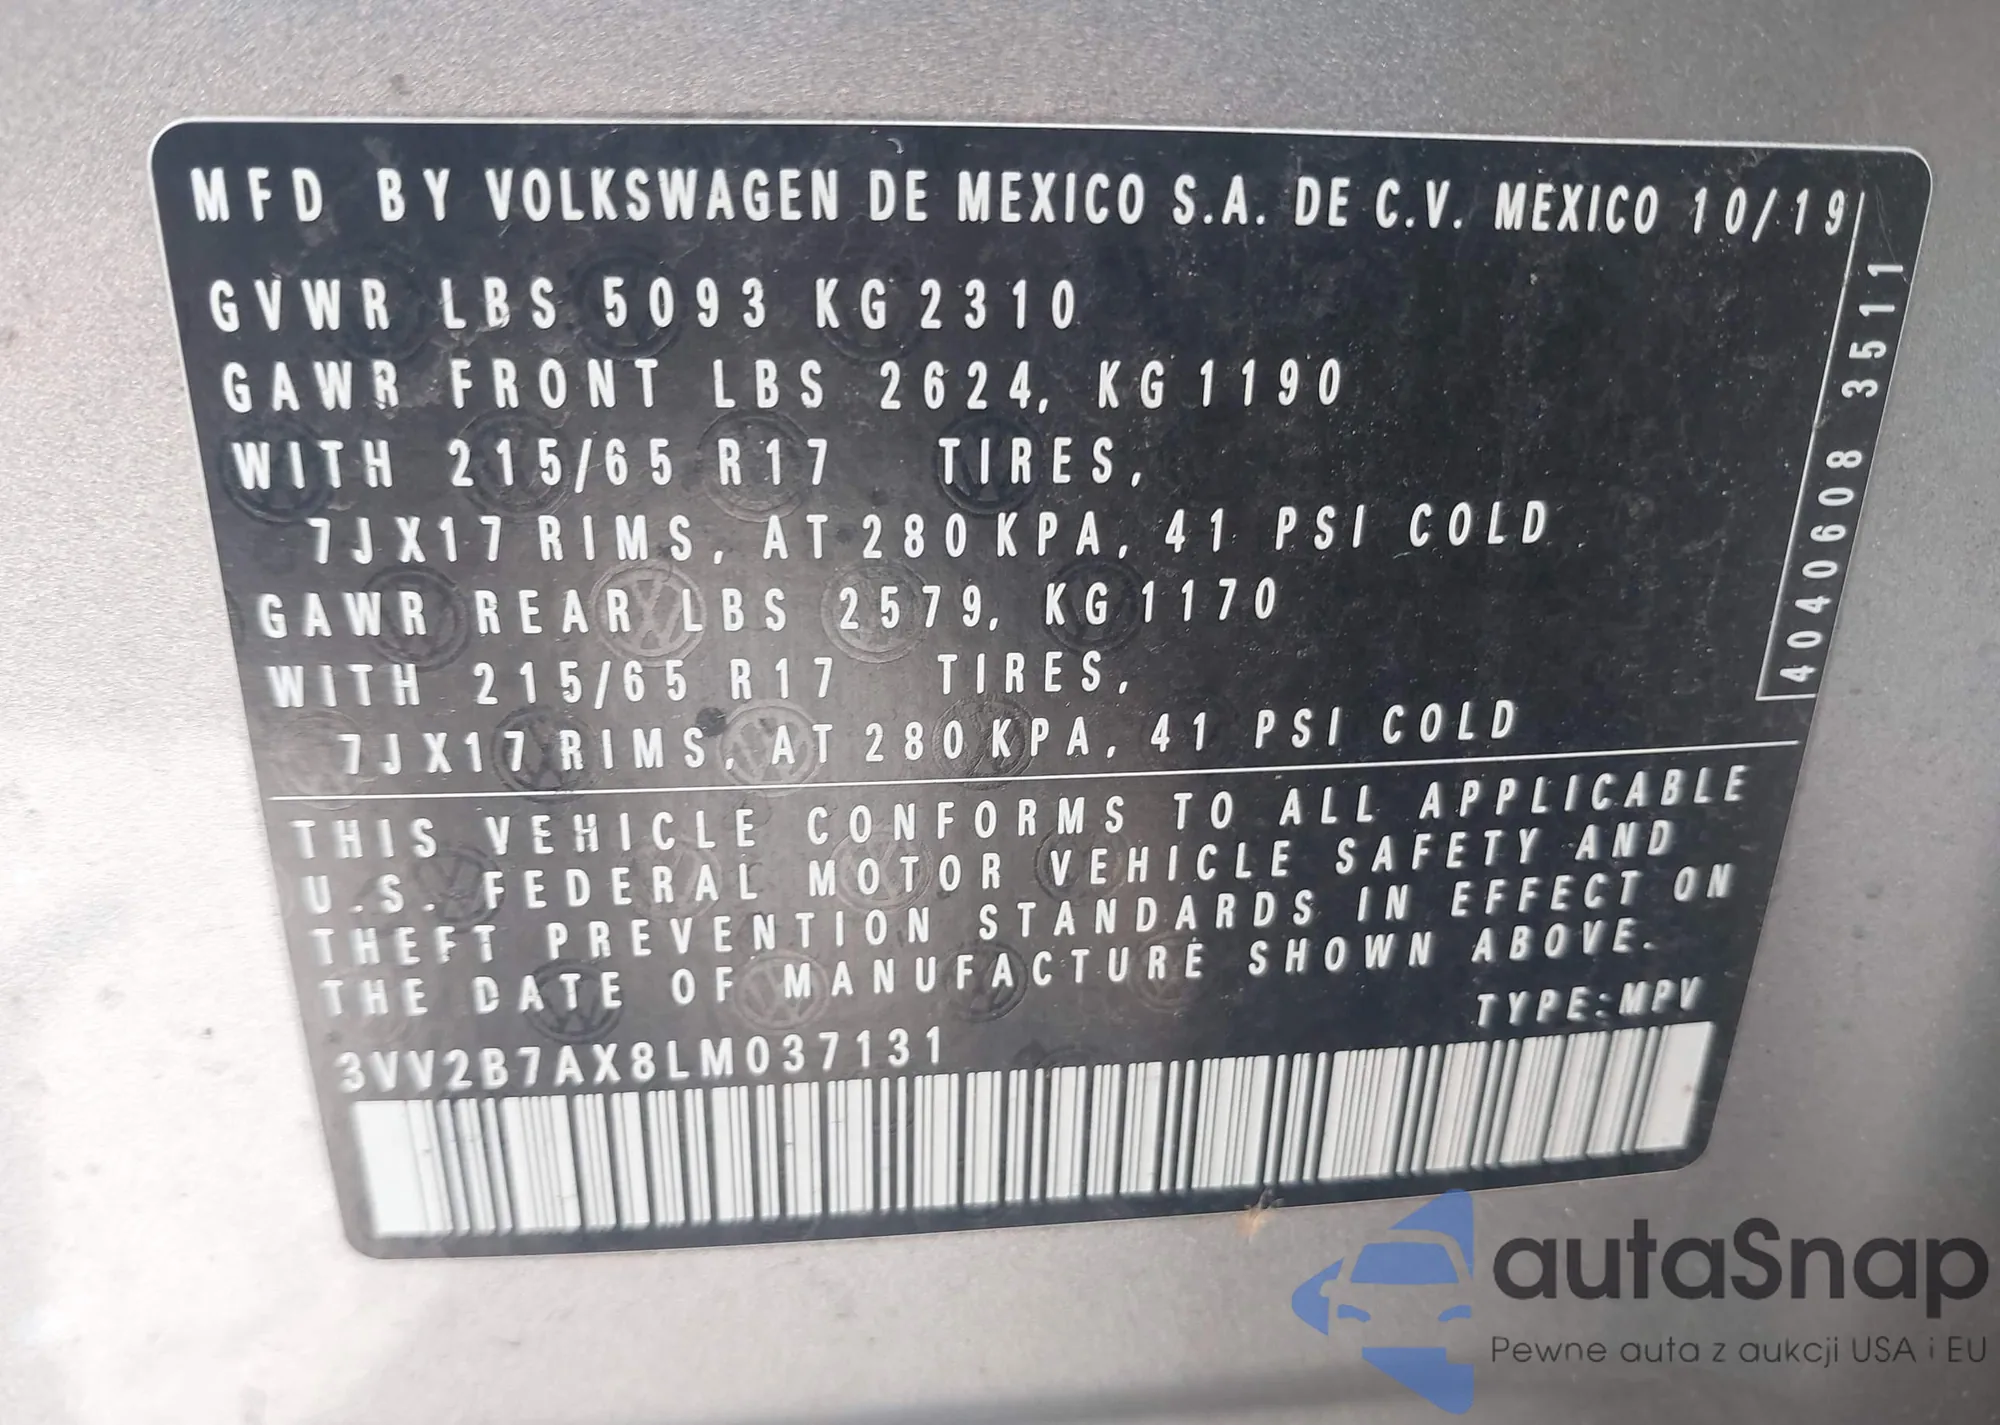 MFD BY VOLKSWAGEN DE MEXICO S.A. DE C.V. MEXICO 10/19
GVWR LBS 5093 KG 2310
GAWR FRONT LBS 2624, KG 1190
WITH 215/65 R17 TIRES,
7JX17 RIMS, AT 280 KPA, 41 PSI COLD
GAWR REAR LBS 2579, KG 1170
WITH 215/65 R17 TIRES,
7JX17 RIMS, AT 280 KPA, 41 PSI COLD
4040608 3511
THIS VEHICLE CONFORMS TO ALL APPLICABLE
U.S. FEDERAL MOTOR VEHICLE SAFETY AND
THEFT PREVENTION STANDARDS IN EFFECT ON
THE DATE OF MANUFACTURE SHOWN ABOVE.
TYPE:MPV
3VV2B7AX8LM037131
autaSnap
Pewne auta z aukcji USA i EU